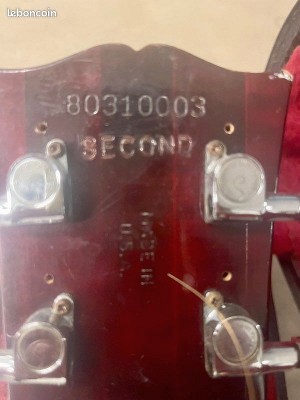 leboncoin
80310003
SECOND
MADE IN
U.S.A.